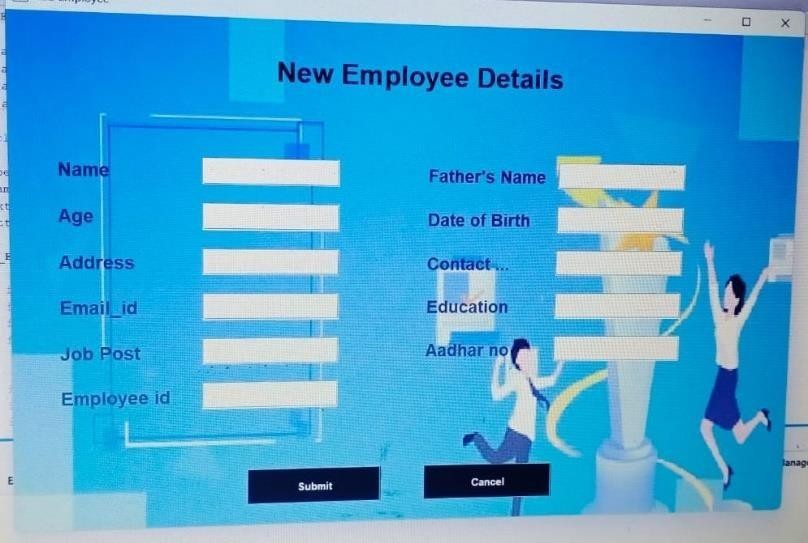 New Employee Details
Name
Father's Name
Age
Date of Birth
Address
Contact ...
Email_id
Education
Job Post
Aadhar no
Employee id
Submit
Cancel